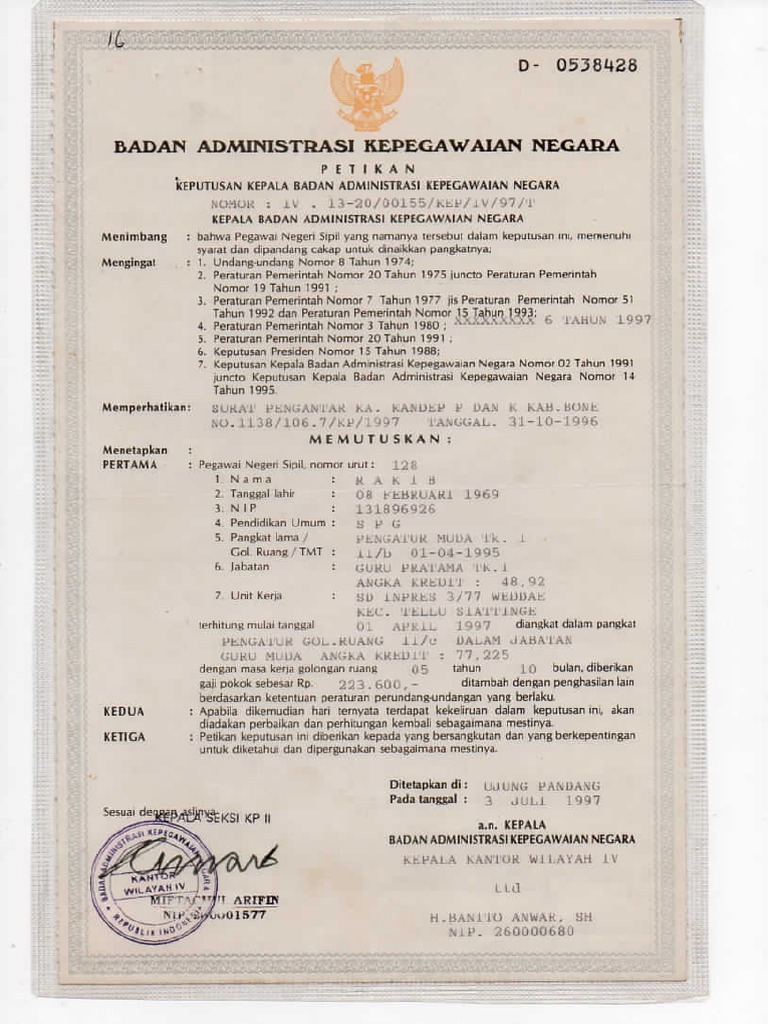 16
D- 0538428
BADAN ADMINISTRASI KEPEGAWAIAN NEGARA
PETIKAN
KEPUTUSAN KEPALA BADAN ADMINISTRASI KEPEGAWAIAN NEGARA
NOMOR : IV . 13-20/00155/KEP/IV/97/T
KEPALA BADAN ADMINISTRASI KEPEGAWAIAN NEGARA
Menimbang : bahwa Pegawai Negeri Sipil yang namanya tersebut dalam keputusan ini, memenuhi
syarat dan dipandang cakap untuk dinaikkan pangkatnya;
Mengingat : 1. Undang-undang Nomor 8 Tahun 1974;
2. Peraturan Pemerintah Nomor 20 Tahun 1975 juncto Peraturan Pemerintah
Nomor 19 Tahun 1991 ;
3. Peraturan Pemerintah Nomor 7 Tahun 1977 jis Peraturan Pemerintah Nomor 51
Tahun 1992 dan Peraturan Pemerintah Nomor 15 Tahun 1993;
XXXXXXXXX 6 TAHUN 1997
4. Peraturan Pemerintah Nomor 3 Tahun 1980 ;
5. Peraturan Pemerintah Nomor 20 Tahun 1991 ;
6. Keputusan Presiden Nomor 15 Tahun 1988;
7. Keputusan Kepala Badan Administrasi Kepegawaian Negara Nomor 02 Tahun 1991
juncto Keputusan Kepala Badan Administrasi Kepegawaian Negara Nomor 14
Tahun 1995.
Memperhatikan: SURAT PENGANTAR KA. KANDEP P DAN K KAB.BONE
NO.1138/106.7/KP/1997 TANGGAL. 31-10-1996
MEMUTUSKAN :
Menetapkan :
PERTAMA : Pegawai Negeri Sipil, nomor urut : 128
1. Nama : R A K I B
2. Tanggal lahir : 08 FEBRUARI 1969
3. NIP : 131896926
4. Pendidikan Umum : S P G
5. Pangkat lama / PENGATUR MUDA TK. I
Gol. Ruang / TMT : II/b 01-04-1995
6. Jabatan : GURU PRATAMA TK.I
ANGKA KREDIT : 48,92
7. Unit Kerja : SD INPRES 3/77 WEDDAE
KEC. TELLU SIATTINGE
terhitung mulai tanggal 01 APRIL 1997 diangkat dalam pangkat
PENGATUR GOL.RUANG II/c DALAM JABATAN
GURU MUDA ANGKA KREDIT : 77,225
dengan masa kerja golongan ruang 05 tahun 10 bulan, diberikan
gaji pokok sebesar Rp. 223.600,- ditambah dengan penghasilan lain
berdasarkan ketentuan peraturan perundang-undangan yang berlaku.
KEDUA : Apabila dikemudian hari ternyata terdapat kekeliruan dalam keputusan ini, akan
diadakan perbaikan dan perhitungan kembali sebagaimana mestinya.
KETIGA : Petikan keputusan ini diberikan kepada yang bersangkutan dan yang berkepentingan
untuk diketahui dan dipergunakan sebagaimana mestinya.
Ditetapkan di : UJUNG PANDANG
Pada tanggal : 3 JULI 1997
Sesuai dengan aslinya
KEPALA SEKSI KP II
a.n. KEPALA
BADAN ADMINISTRASI KEPEGAWAIAN NEGARA
KEPALA KANTOR WILAYAH IV
ttd
H.BANITO ANWAR, SH
NIP. 260000680
BADAN ADMINISTRASI KEPEGAWAIAN NEGARA
KANTOR
WILAYAH IV
REPUBLIK INDONESIA
ARIFIN